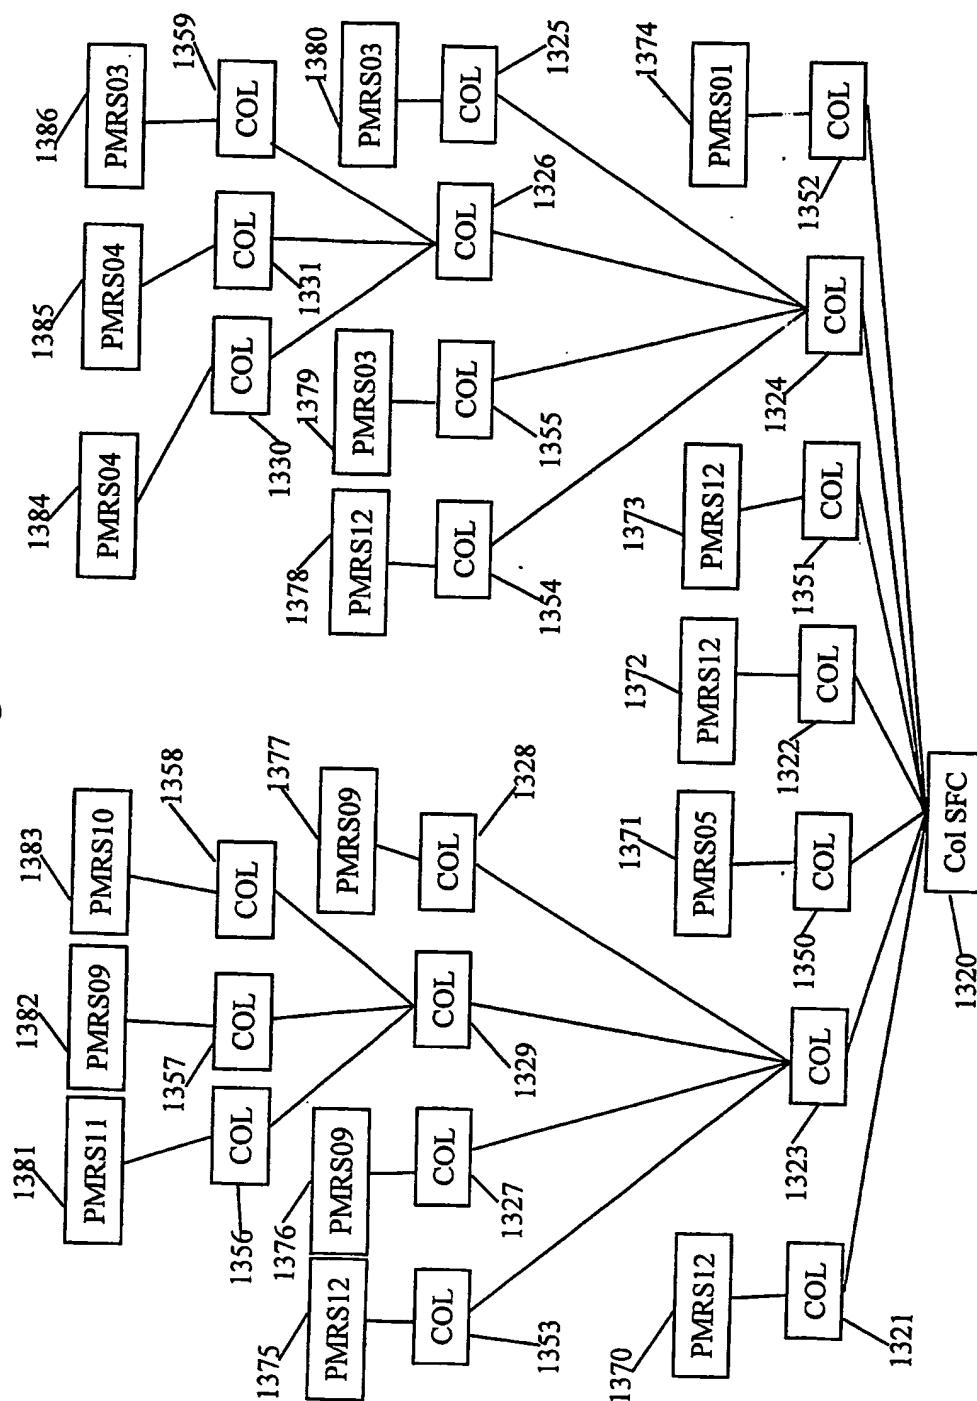 1381 1382 1383 1384 1385 1386
PMRS11 PMRS09 PMRS10 PMRS04 PMRS04 PMRS03
1358 1359
COL COL COL COL COL COL
1356 1357 1330 1331
1375 1376 1377 1378 1379 1380
PMRS12 PMRS09 PMRS09 PMRS12 PMRS03 PMRS03
COL COL COL COL COL COL COL COL
1353 1327 1329 1328 1354 1355 1326 1325
1370 1371 1372 1373 1374
PMRS12 PMRS05 PMRS12 PMRS12 PMRS01
COL COL COL COL COL COL COL
1321 1323 1350 1322 1351 1324 1352
Col SFC
1320